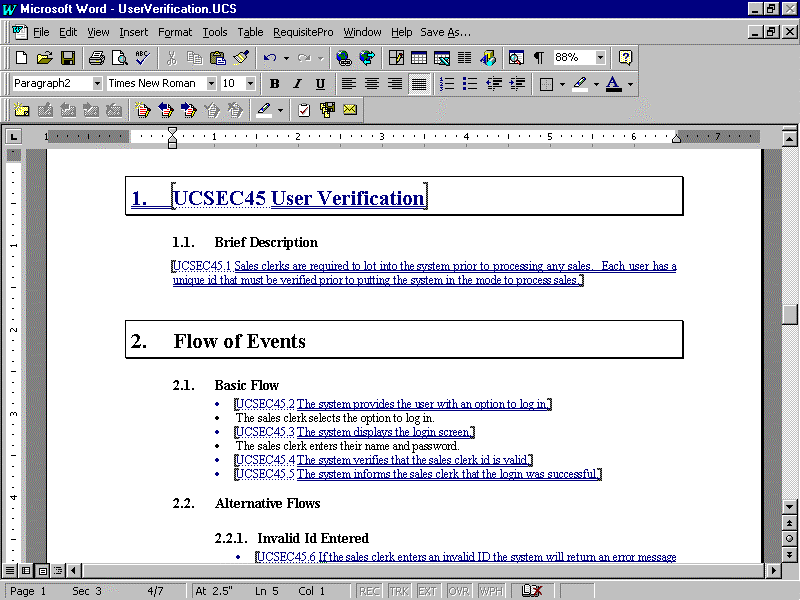 Microsoft Word - UserVerification.UCS
File Edit View Insert Format Tools Table RequisitePro Window Help Save As...
88%
Paragraph2 Times New Roman 10 B I U A
1 1 2 3 4 5 6 7
1. UCSEC45 User Verification
1.1. Brief Description
UCSEC45.1 Sales clerks are required to lot into the system prior to processing any sales. Each user has a
unique id that must be verified prior to putting the system in the mode to process sales.
2. Flow of Events
2.1. Basic Flow
• [UCSEC45.2 The system provides the user with an option to log in.]
• The sales clerk selects the option to log in.
• [UCSEC45.3 The system displays the login screen.]
• The sales clerk enters their name and password.
• [UCSEC45.4 The system verifies that the sales clerk id is valid.]
• [UCSEC45.5 The system informs the sales clerk that the login was successful.]
2.2. Alternative Flows
2.2.1. Invalid Id Entered
• [UCSEC45.6 If the sales clerk enters an invalid ID the system will return an error message
Page 1 Sec 3 4/7 At 2.5" Ln 5 Col 1 REC TRK EXT OVR WPH